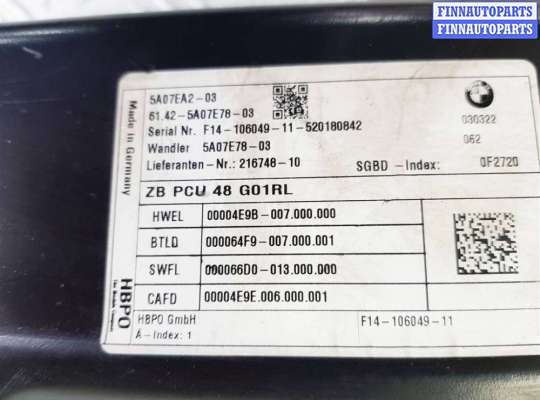 FINNAUTOPARTS
FINNAUTOPARTS
5A07EA2-03
61.42-5A07E78-03
Serial Nr. F14-106049-11-520180842
Wandler 5A07E78-03
Lieferanten-Nr.: 216748-10
SGBD-Index: 0F2720
030322
062
Made in Germany
ZB PCU 48 G01RL
HWEL 00004E9B-007.000.000
BTLD 000064F9-007.000.001
SWFL 000066D0-013.000.000
CAFD 00004E9E.006.000.001
HBPO
HBPO GmbH
A-Index: 1
F14-106049-11